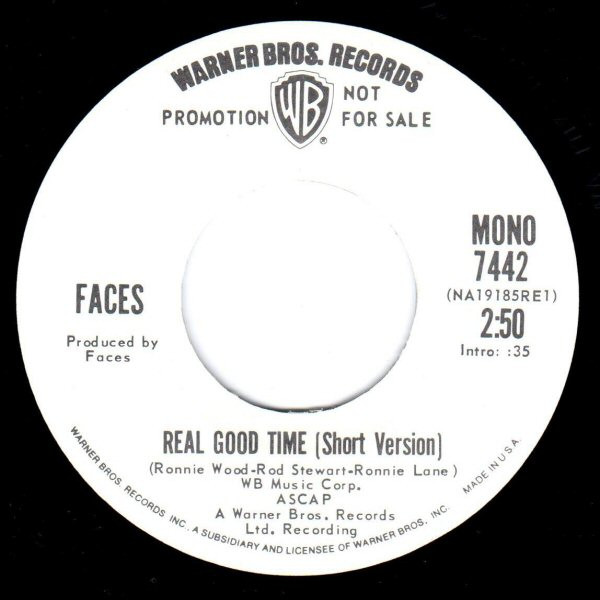 WARNER BROS. RECORDS
WB
®
PROMOTION NOT FOR SALE
MONO
7442
(NA19185RE1)
2:50
Intro: :35
FACES
Produced by
Faces
REAL GOOD TIME (Short Version)
(Ronnie Wood-Rod Stewart-Ronnie Lane)
WB Music Corp.
ASCAP
A Warner Bros. Records
Ltd. Recording
WARNER BROS. RECORDS INC., A SUBSIDIARY AND LICENSEE OF WARNER BROS. INC. MADE IN U.S.A.